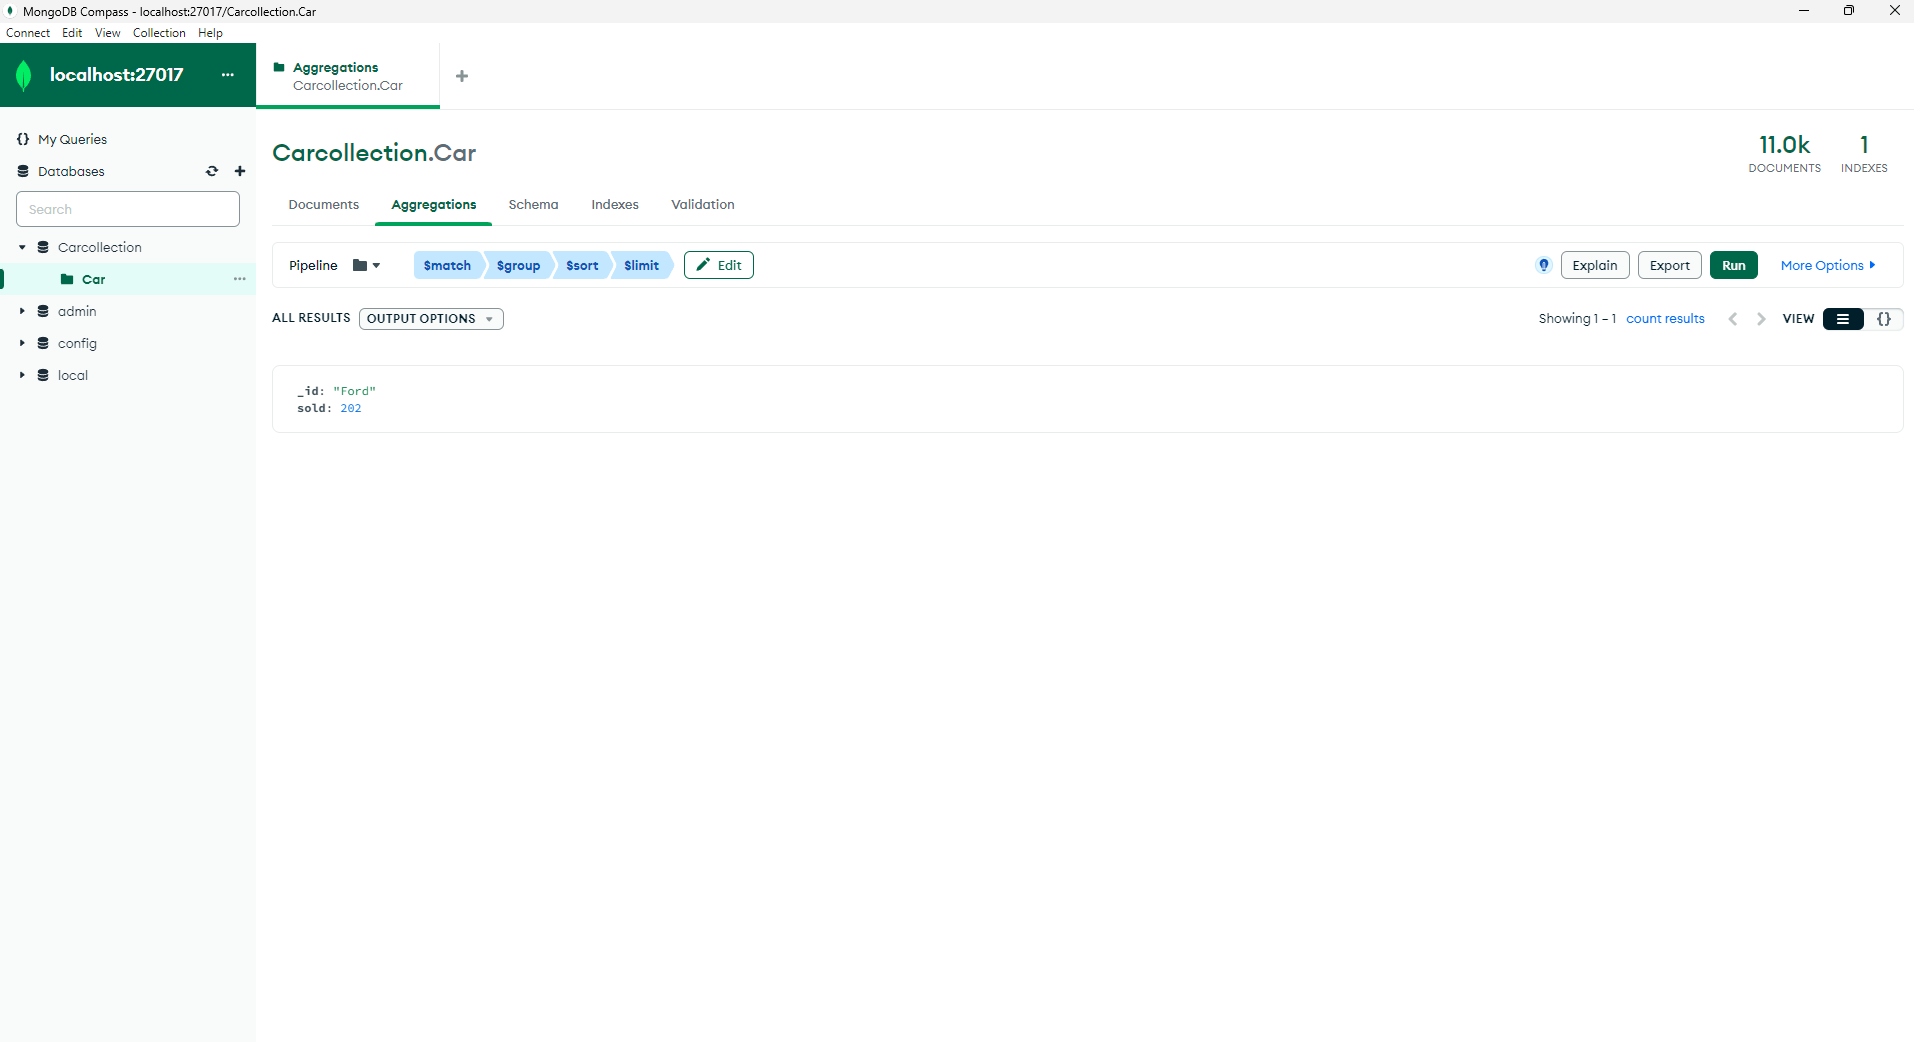 MongoDB Compass - localhost:27017/Carcollection.Car
Connect Edit View Collection Help
localhost:27017 ...
Aggregations
Carcollection.Car
+
{} My Queries
Databases
Search
Carcollection
Car ...
admin
config
local
Carcollection.Car
11.0k
DOCUMENTS
1
INDEXES
Documents Aggregations Schema Indexes Validation
Pipeline $match $group $sort $limit Edit Explain Export Run More Options
ALL RESULTS OUTPUT OPTIONS Showing 1 – 1 count results VIEW {}
_id: "Ford"
sold: 202